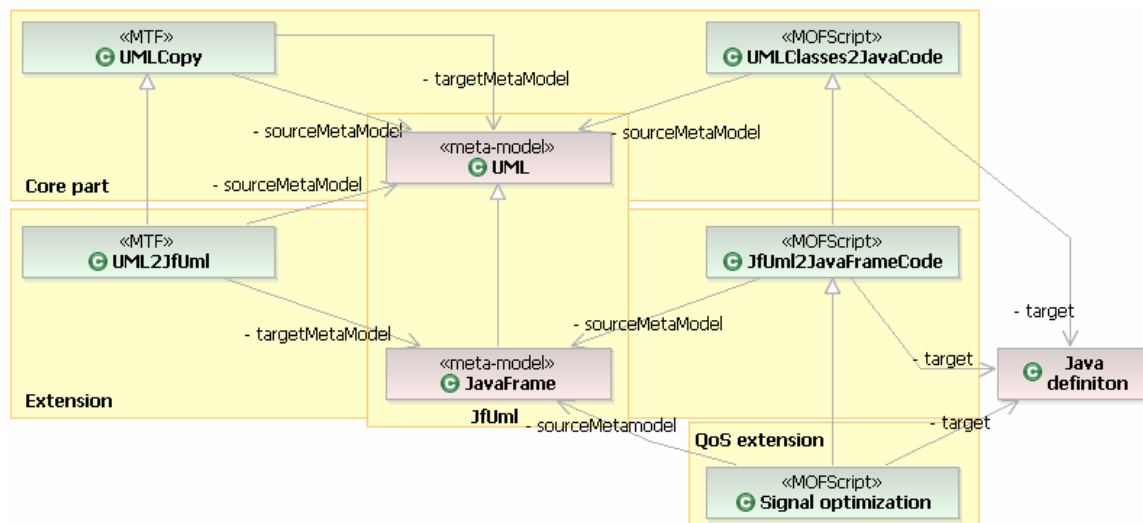 «MTF»
UMLCopy
«MOFScript»
UMLClasses2JavaCode
- targetMetaModel
- sourceMetaModel
- sourceMetaModel
«meta-model»
UML
- sourceMetaModel
Core part
«MTF»
UML2JfUml
«MOFScript»
JfUml2JavaFrameCode
- target
- targetMetaModel
- sourceMetaModel
«meta-model»
JavaFrame
- target
Java
definiton
Extension
JfUml
- sourceMetamodel
- target
QoS extension
«MOFScript»
Signal optimization